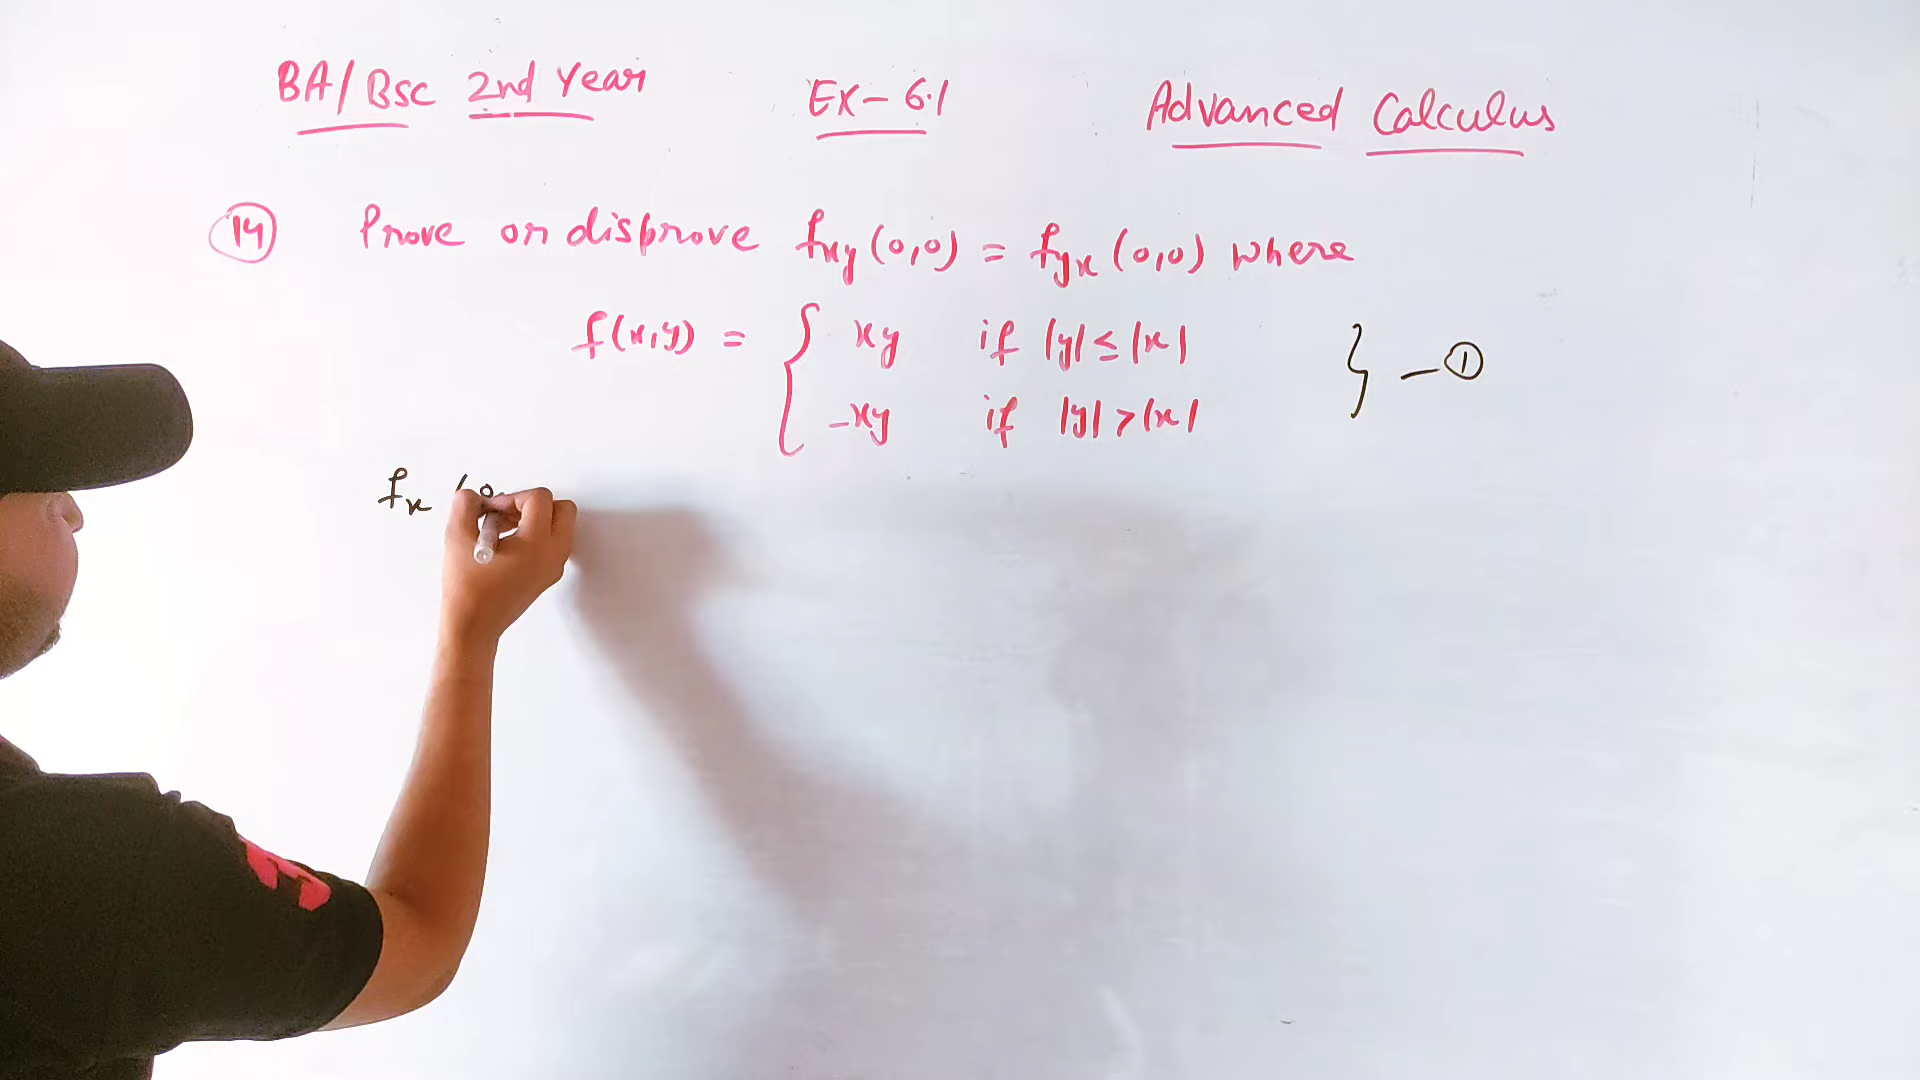 BA/Bsc 2nd Year EX-6.1 Advanced Calculus
14 Prove or disprove fxy(0,0) = fyx(0,0) where
f(x,y) = { xy if |y|≤|x|
-xy if |y|>|x| } - 1
fx (0